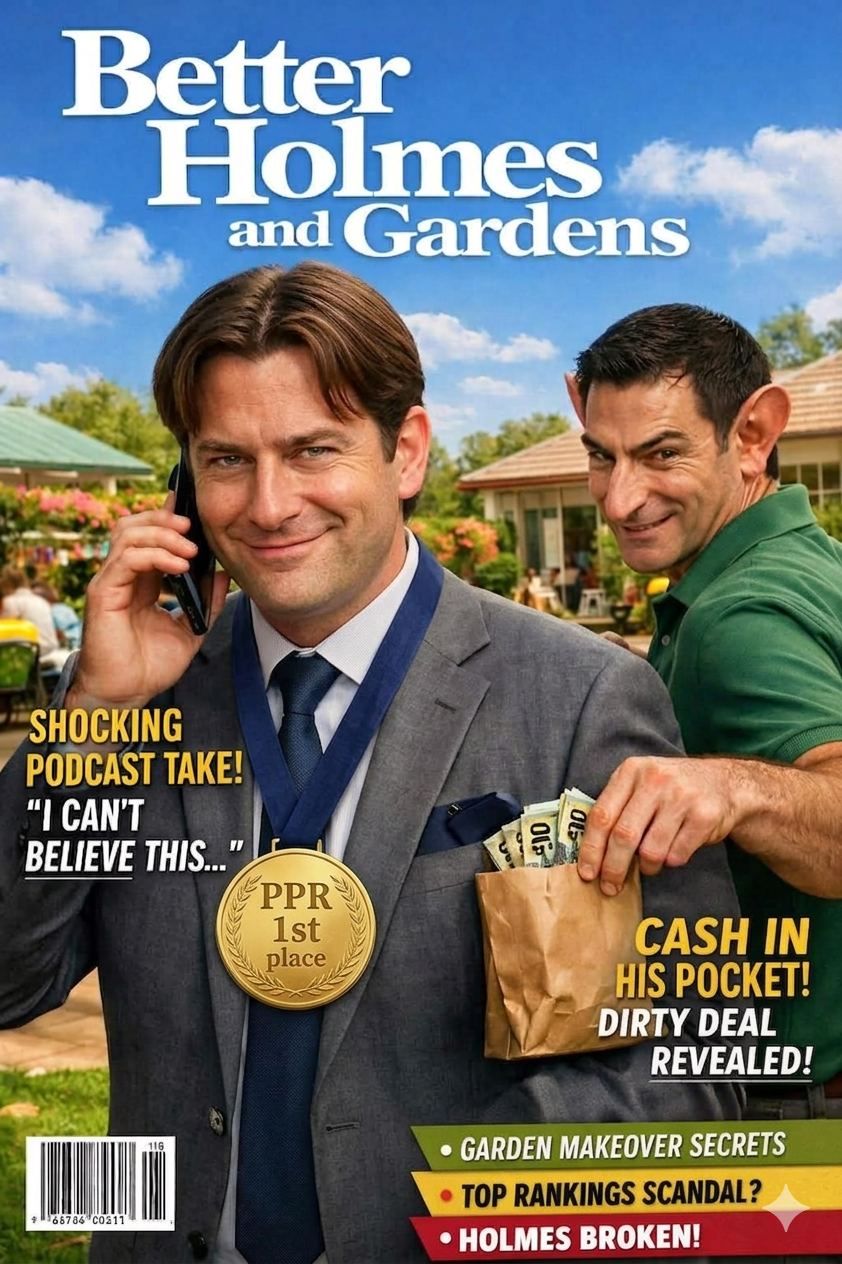 Better
Holmes
and Gardens
SHOCKING
PODCAST TAKE!
"I CAN'T
BELIEVE THIS..."
PPR
1st
place
CASH IN
HIS POCKET!
DIRTY DEAL
REVEALED!
• GARDEN MAKEOVER SECRETS
• TOP RANKINGS SCANDAL?
• HOLMES BROKEN!